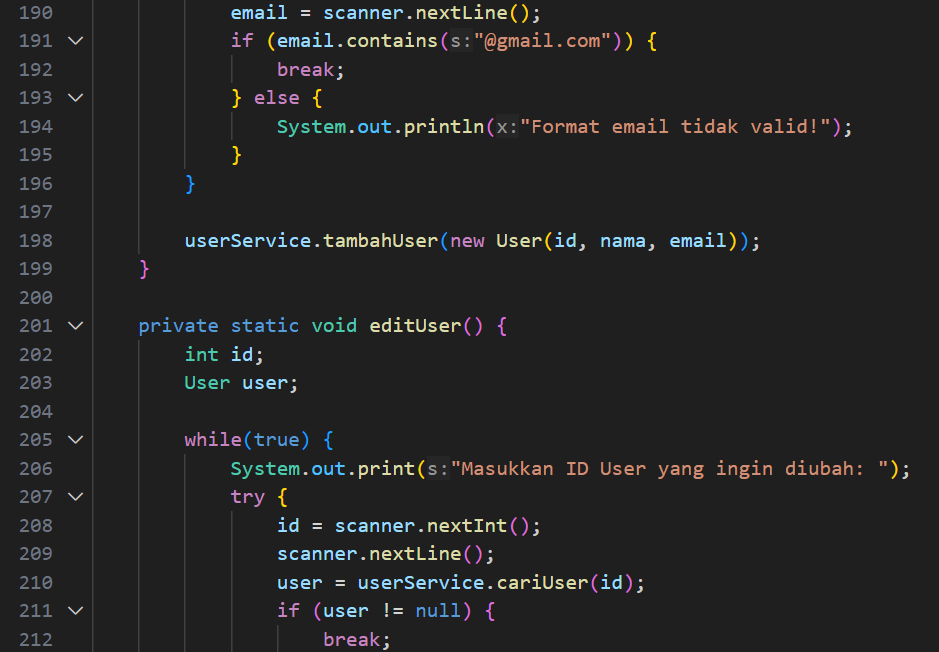 190 email = scanner.nextLine();
191 if (email.contains(s:"@gmail.com")) {
192 break;
193 } else {
194 System.out.println(x:"Format email tidak valid!");
195 }
196 }
197
198 userService.tambahUser(new User(id, nama, email));
199 }
200
201 private static void editUser() {
202 int id;
203 User user;
204
205 while(true) {
206 System.out.print(s:"Masukkan ID User yang ingin diubah: ");
207 try {
208 id = scanner.nextInt();
209 scanner.nextLine();
210 user = userService.cariUser(id);
211 if (user != null) {
212 break;